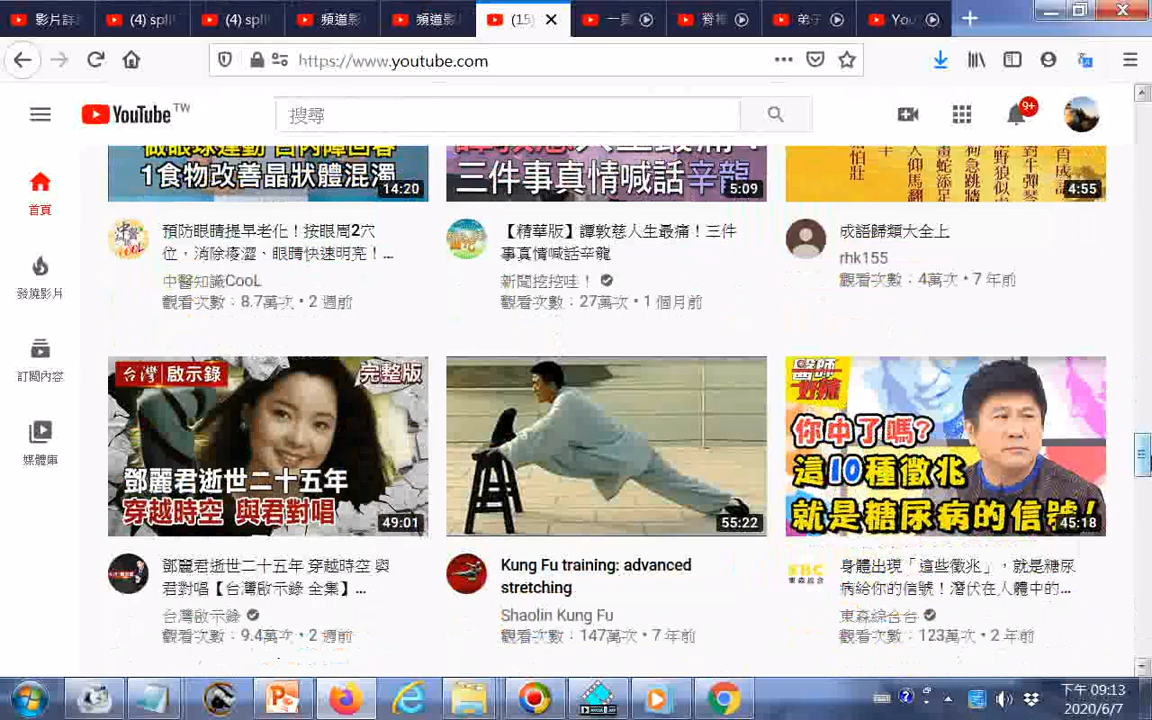 影片詳
(4) spli
(4) spli
頻道影
頻道影
(15)
一貝
脊椎
弟子
You
https://www.youtube.com
YouTube TW
搜尋
9+
首頁
發燒影片
訂閱內容
媒體庫
1食物改善晶狀體混濁
14:20
三件事真情喊話辛龍
5:09
4:55
預防眼睛提早老化！按眼周2穴
位，消除痠澀、眼睛快速明亮！...
中醫知識CooL
觀看次數：8.7萬次・2 週前
【精華版】譚敦慈人生最痛！三件
事真情喊話辛龍
新聞挖挖哇！
觀看次數：27萬次・1 個月前
成語歸類大全上
rhk155
觀看次數：4萬次・7 年前
台灣啟示錄
完整版
鄧麗君逝世二十五年
穿越時空 與君對唱
49:01
55:22
醫師好辣
你中了嗎?
這10種徵兆
就是糖尿病的信號!
45:18
鄧麗君逝世二十五年 穿越時空 與
君對唱【台灣啟示錄 全集】...
台灣啟示錄
觀看次數：9.4萬次・2 週前
Kung Fu training: advanced
stretching
Shaolin Kung Fu
觀看次數：147萬次・7 年前
EBC
東森綜合
身體出現「這些徵兆」，就是糖尿
病給你的信號！潛伏在人體中的...
東森綜合台
觀看次數：123萬次・2 年前
下午 09:13
2020/6/7